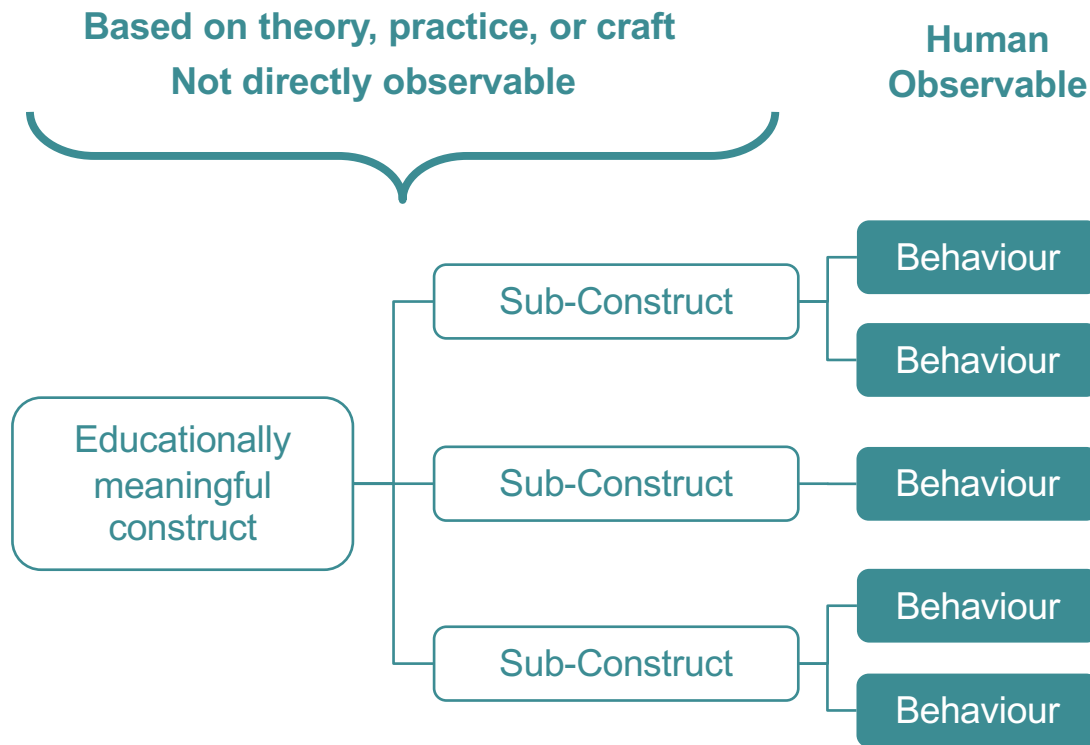 Based on theory, practice, or craft
Not directly observable
Human
Observable
Behaviour
Sub-Construct
Behaviour
Educationally
meaningful
construct
Sub-Construct
Behaviour
Behaviour
Sub-Construct
Behaviour